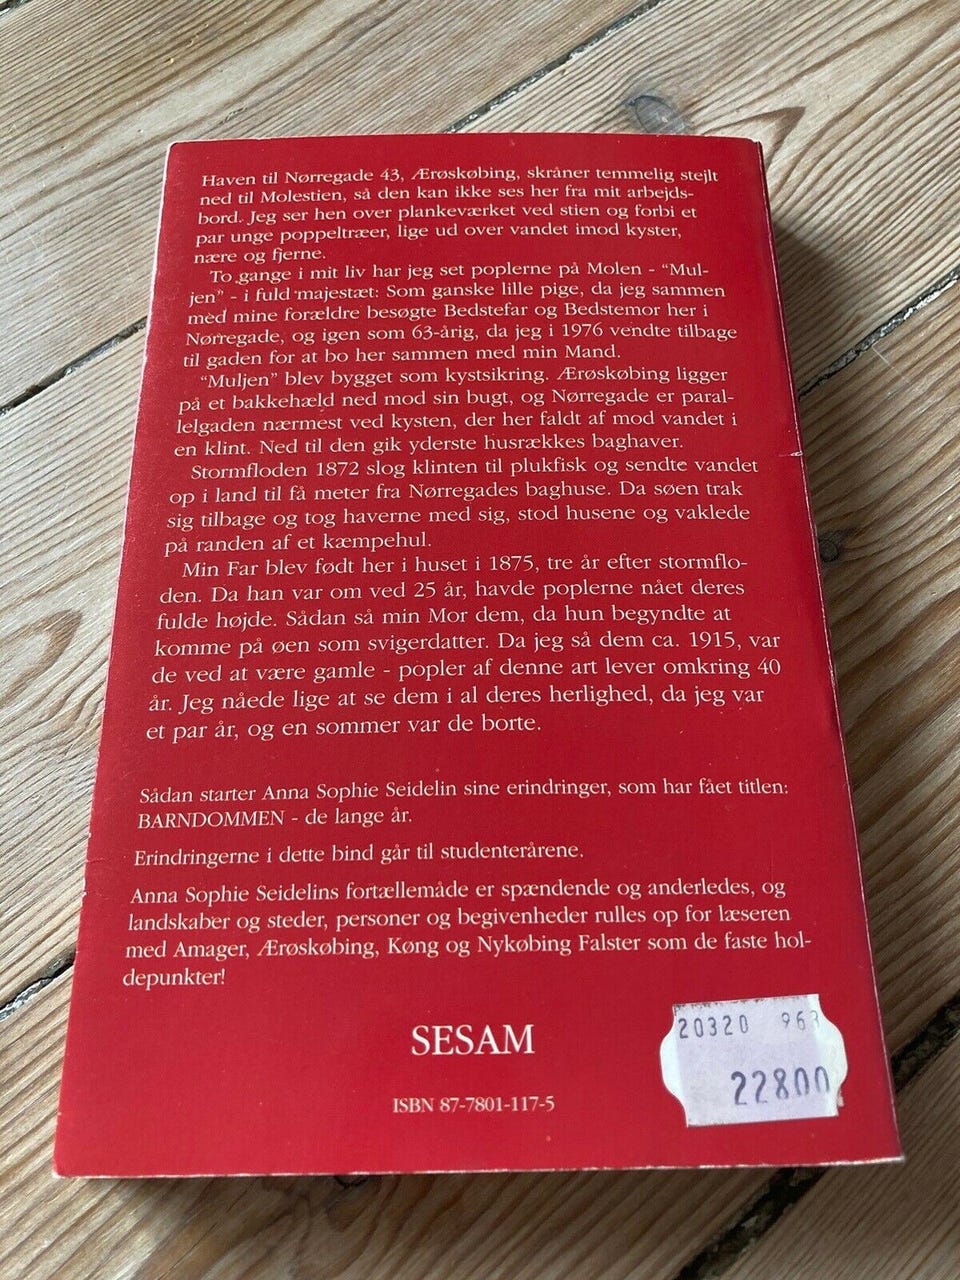 Haven til Nørregade 43, Ærøskøbing, skråner temmelig stejlt
ned til Molestien, så den kan ikke ses her fra mit arbejds-
bord. Jeg ser hen over plankeværket ved stien og forbi et
par unge poppeltræer, lige ud over vandet imod kyster,
nære og fjerne.
To gange i mit liv har jeg set poplerne på Molen - “Mul-
jen” - i fuld majestæt: Som ganske lille pige, da jeg sammen
med mine forældre besøgte Bedstefar og Bedstemor her i
Nørregade, og igen som 63-årig, da jeg i 1976 vendte tilbage
til gaden for at bo her sammen med min Mand.
“Muljen” blev bygget som kystsikring. Ærøskøbing ligger
på et bakkehæld ned mod sin bugt, og Nørregade er paral-
lelgaden nærmest ved kysten, der her faldt af mod vandet i
en klint. Ned til den gik yderste husrækkes baghaver.
Stormfloden 1872 slog klinten til plukfisk og sendte vandet
op i land til få meter fra Nørregades baghuse. Da søen trak
sig tilbage og tog haverne med sig, stod husene og vaklede
på randen af et kæmpehul.
Min Far blev født her i huset i 1875, tre år efter stormflo-
den. Da han var om ved 25 år, havde poplerne nået deres
fulde højde. Sådan så min Mor dem, da hun begyndte at
komme på øen som svigerdatter. Da jeg så dem ca. 1915, var
de ved at være gamle - popler af denne art lever omkring 40
år. Jeg nåede lige at se dem i al deres herlighed, da jeg var
et par år, og en sommer var de borte.
Sådan starter Anna Sophie Seidelin sine erindringer, som har fået titlen:
BARNDOMMEN - de lange år.
Erindringerne i dette bind går til studenterårene.
Anna Sophie Seidelins fortællemåde er spændende og anderledes, og
landskaber og steder, personer og begivenheder rulles op for læseren
med Amager, Ærøskøbing, Køng og Nykøbing Falster som de faste hol-
depunkter!
SESAM
ISBN 87-7801-117-5
20320 963
22800